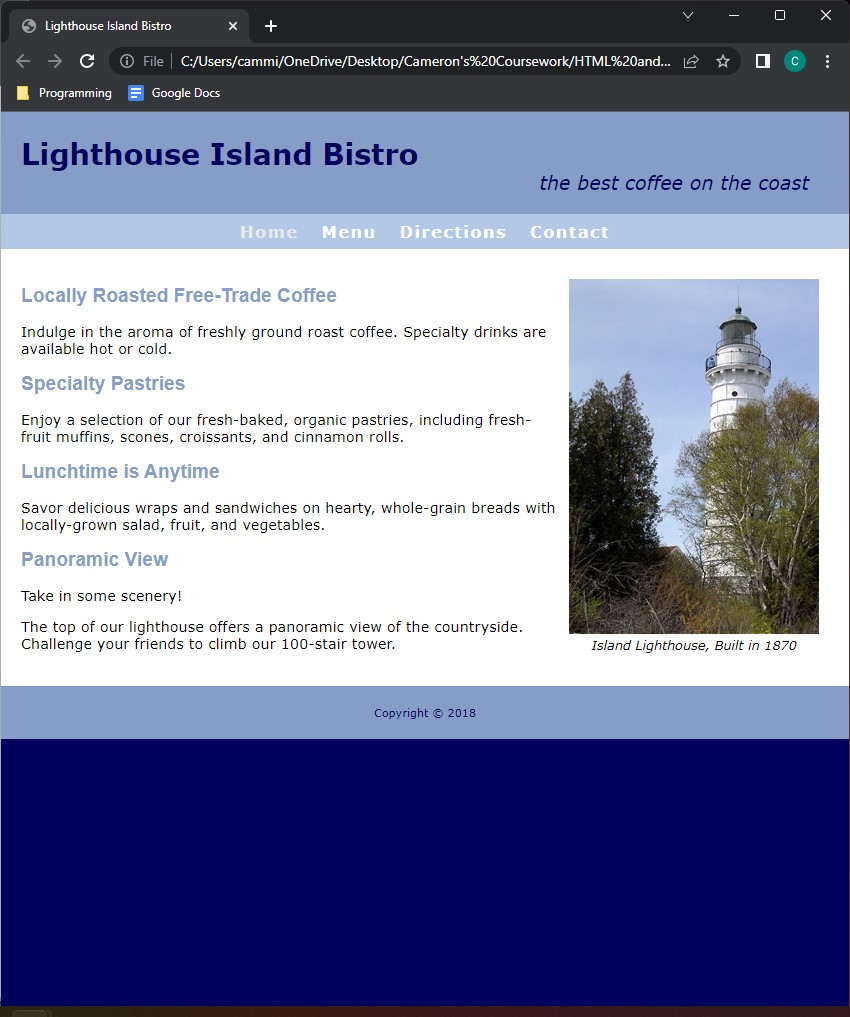 Lighthouse Island Bistro
File
C:/Users/cammi/OneDrive/Desktop/Cameron's%20Coursework/HTML%20and...
C
Programming
Google Docs
Lighthouse Island Bistro
the best coffee on the coast
Home Menu Directions Contact
Locally Roasted Free-Trade Coffee
Indulge in the aroma of freshly ground roast coffee. Specialty drinks are
available hot or cold.
Specialty Pastries
Enjoy a selection of our fresh-baked, organic pastries, including fresh-
fruit muffins, scones, croissants, and cinnamon rolls.
Lunchtime is Anytime
Savor delicious wraps and sandwiches on hearty, whole-grain breads with
locally-grown salad, fruit, and vegetables.
Panoramic View
Take in some scenery!
The top of our lighthouse offers a panoramic view of the countryside.
Challenge your friends to climb our 100-stair tower.
Island Lighthouse, Built in 1870
Copyright © 2018